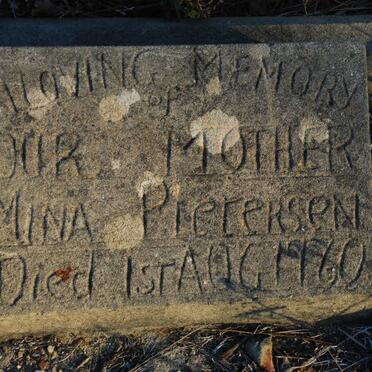 LOVING MEMORY
of
OUR MOTHER
MINA PIETERSEN
Died 1ST AUG 1960